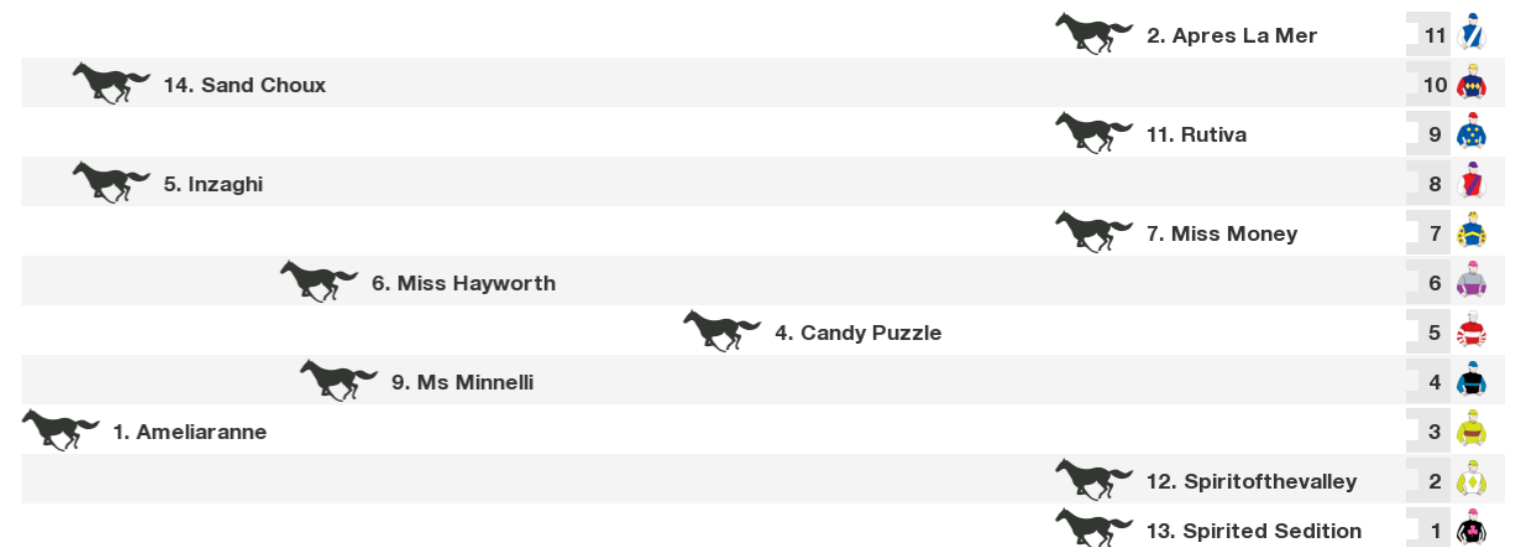 2. Apres La Mer 11
14. Sand Choux 10
11. Rutiva 9
5. Inzaghi 8
7. Miss Money 7
6. Miss Hayworth 6
4. Candy Puzzle 5
9. Ms Minnelli 4
1. Ameliaranne 3
12. Spiritofthevalley 2
13. Spirited Sedition 1